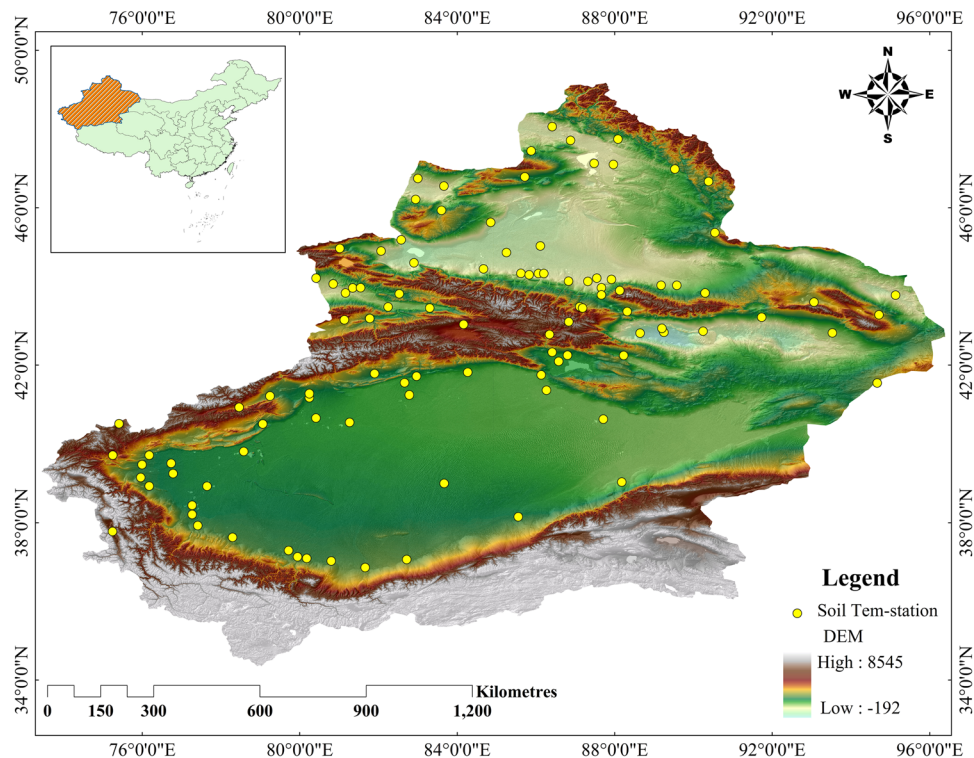 76°0'0"E 80°0'0"E 84°0'0"E 88°0'0"E 92°0'0"E 96°0'0"E
50°0'0"N
50°0'0"N
N
W E
S
46°0'0"N
46°0'0"N
42°0'0"N
42°0'0"N
38°0'0"N
38°0'0"N
34°0'0"N
34°0'0"N
Legend
Soil Tem-station
DEM
High : 8545
Low : -192
Kilometres
0 150 300 600 900 1,200
76°0'0"E 80°0'0"E 84°0'0"E 88°0'0"E 92°0'0"E 96°0'0"E